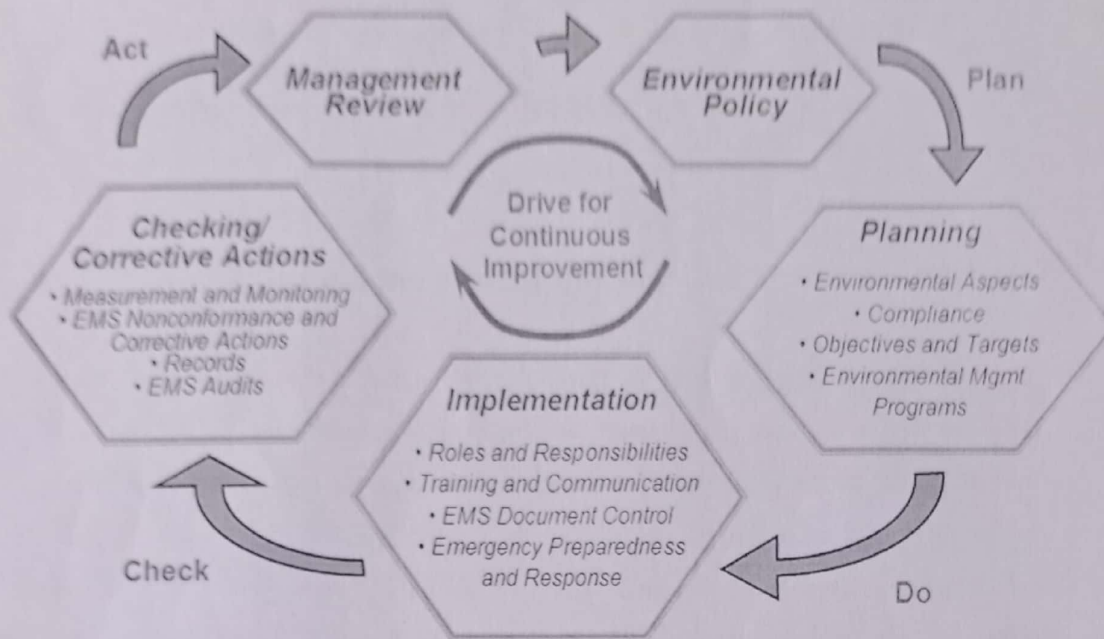 Act
Management
Review
Environmental
Policy
Plan
Drive for
Continuous
Improvement
Checking/
Corrective Actions
• Measurement and Monitoring
• EMS Nonconformance and
Corrective Actions
• Records
• EMS Audits
Planning
• Environmental Aspects
• Compliance
• Objectives and Targets
• Environmental Mgmt
Programs
Implementation
• Roles and Responsibilities
• Training and Communication
• EMS Document Control
• Emergency Preparedness
and Response
Check
Do